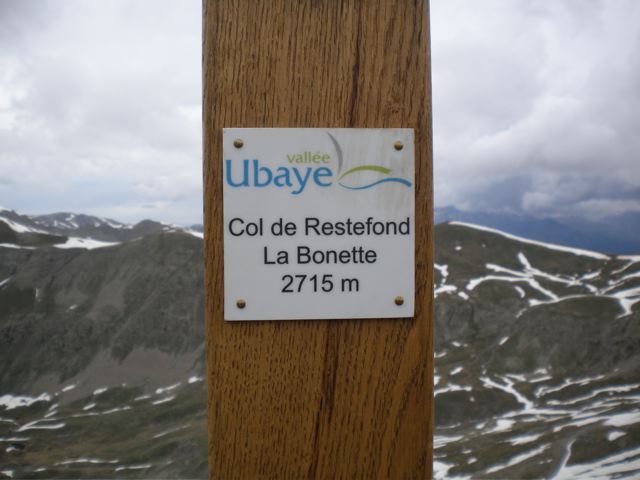 vallée
Ubaye
Col de Restefond
La Bonette
2715 m